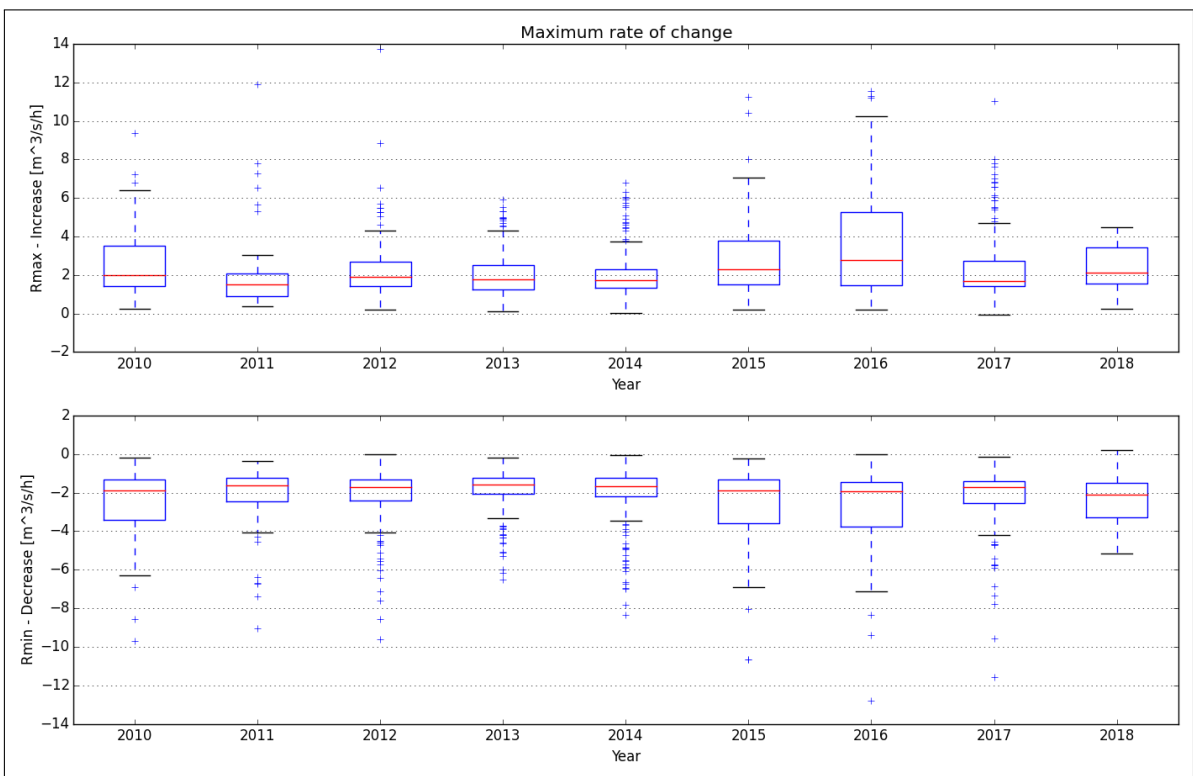 Maximum rate of change
Rmax - Increase [m^3/s/h]
14
12
10
8
6
4
2
0
−2
2010 2011 2012 2013 2014 2015 2016 2017 2018
Year
Rmin - Decrease [m^3/s/h]
2
0
−2
−4
−6
−8
−10
−12
−14
2010 2011 2012 2013 2014 2015 2016 2017 2018
Year